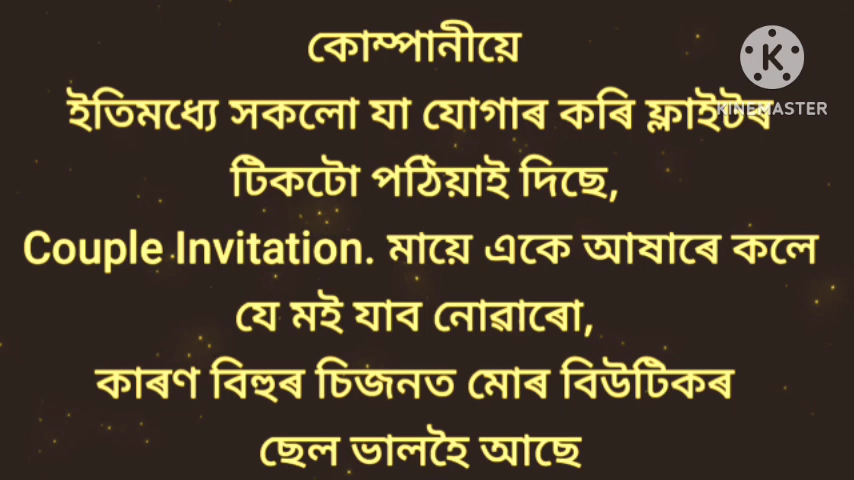 কোম্পানীয়ে
K
KINEMASTER
ইতিমধ্যে সকলো যা যোগাৰ কৰি ফ্লাইটৰ
টিকটো পঠিয়াই দিছে,
Couple Invitation. মায়ে একে আষাৰে কলে
যে মই যাব নোৱাৰো,
কাৰণ বিহুৰ চিজনত মোৰ বিউটিকৰ
ছেল ভালহৈ আছে